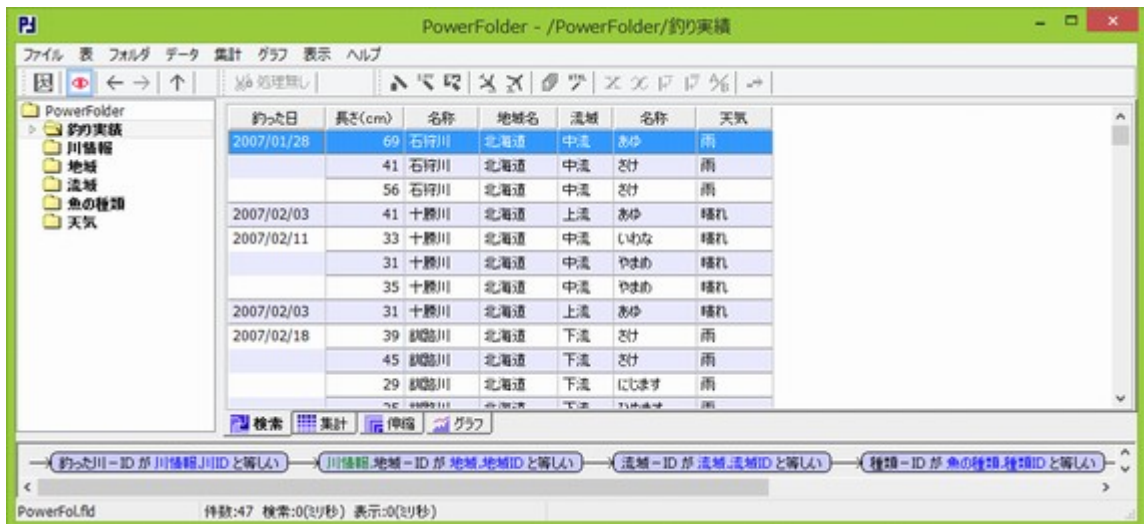 PowerFolder - /PowerFolder/釣り実績
ファイル 表 フォルダ データ 集計 グラフ 表示 ヘルプ
処理無し
PowerFolder
釣り実績
川情報
地域
流域
魚の種類
天気
釣った日 長さ(cm) 名称 地域名 流域 名称 天気
2007/01/28 69 石狩川 北海道 中流 あゆ 雨
41 石狩川 北海道 中流 さけ 雨
56 石狩川 北海道 中流 さけ 雨
2007/02/03 41 十勝川 北海道 上流 あゆ 晴れ
2007/02/11 33 十勝川 北海道 中流 いわな 晴れ
31 十勝川 北海道 中流 やまめ 晴れ
35 十勝川 北海道 中流 やまめ 晴れ
2007/02/03 31 十勝川 北海道 上流 あゆ 晴れ
2007/02/18 39 釧路川 北海道 下流 さけ 雨
45 釧路川 北海道 下流 さけ 雨
29 釧路川 北海道 下流 にじます 雨
検索 集計 伸縮 グラフ
釣った川－ID が 川情報.川ID と等しい 川情報.地域－ID が 地域.地域ID と等しい 流域－ID が 流域.流域ID と等しい 種類－ID が 魚の種類.種類ID と等しい
PowerFol.fld 件数:47 検索:0(ミリ秒) 表示:0(ミリ秒)